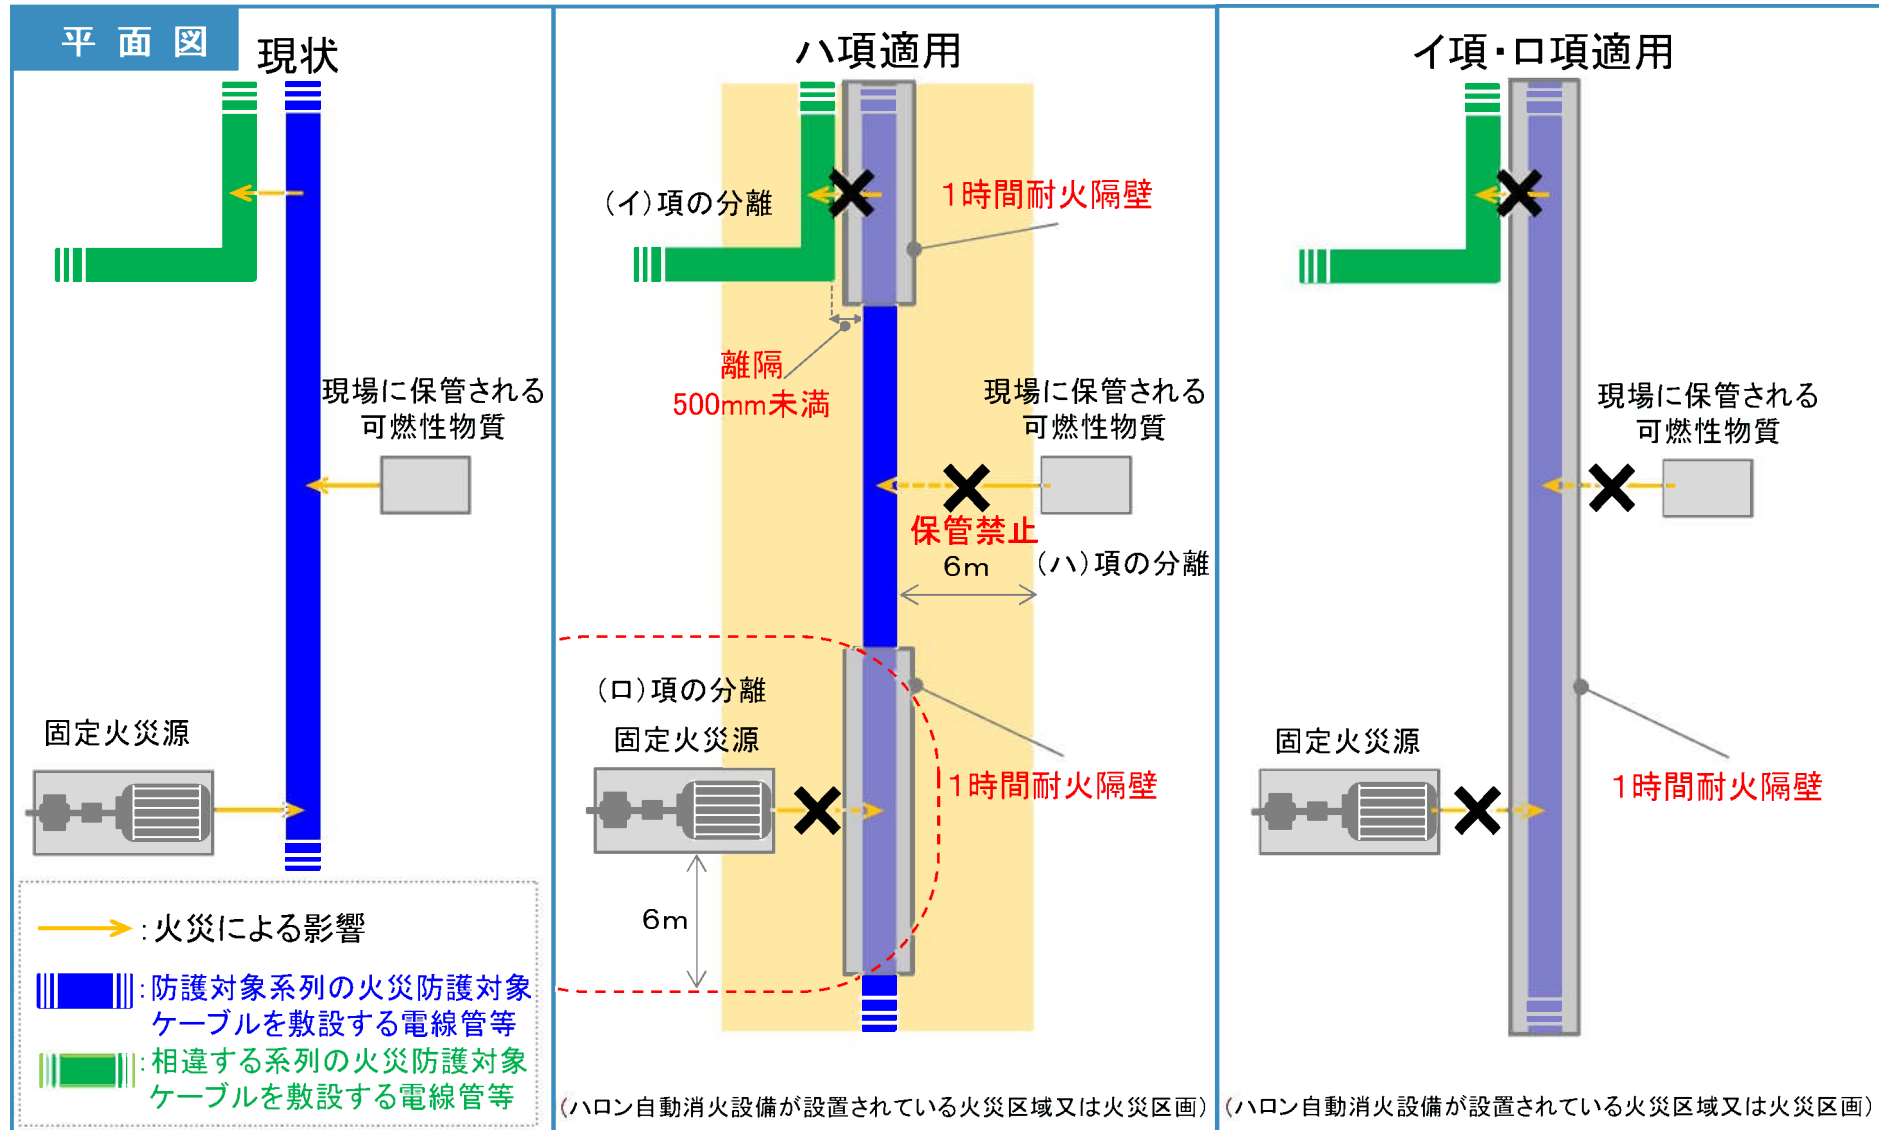 平面図
現状
現場に保管される
可燃性物質
固定火災源
:火災による影響
:防護対象系列の火災防護対象
ケーブルを敷設する電線管等
:相違する系列の火災防護対象
ケーブルを敷設する電線管等
ハ項適用
(イ)項の分離
1時間耐火隔壁
離隔
500mm未満
現場に保管される
可燃性物質
保管禁止
6m
(ハ)項の分離
(ロ)項の分離
固定火災源
1時間耐火隔壁
6m
(ハロン自動消火設備が設置されている火災区域又は火災区画)
イ項・ロ項適用
現場に保管される
可燃性物質
固定火災源
1時間耐火隔壁
(ハロン自動消火設備が設置されている火災区域又は火災区画)